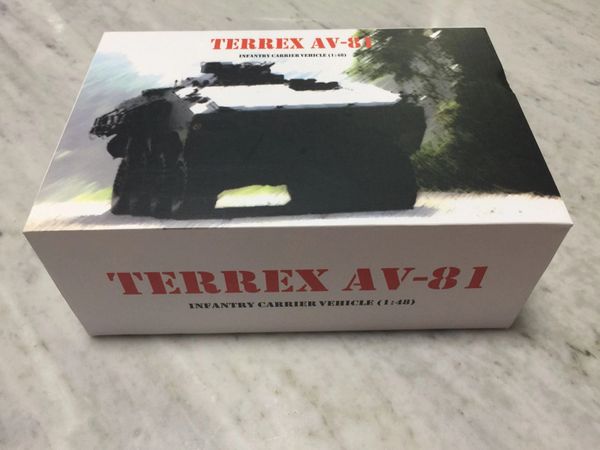 TERREX AV-81
INFANTRY CARRIER VEHICLE (1:48)
TERREX AV-81
INFANTRY CARRIER VEHICLE (1:48)